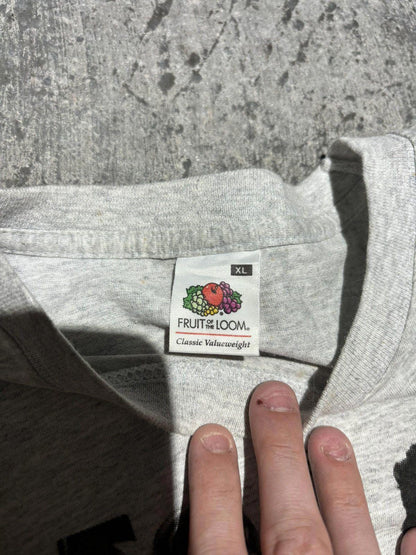 XL
FRUIT OF THE LOOM®
Classic Valueweight